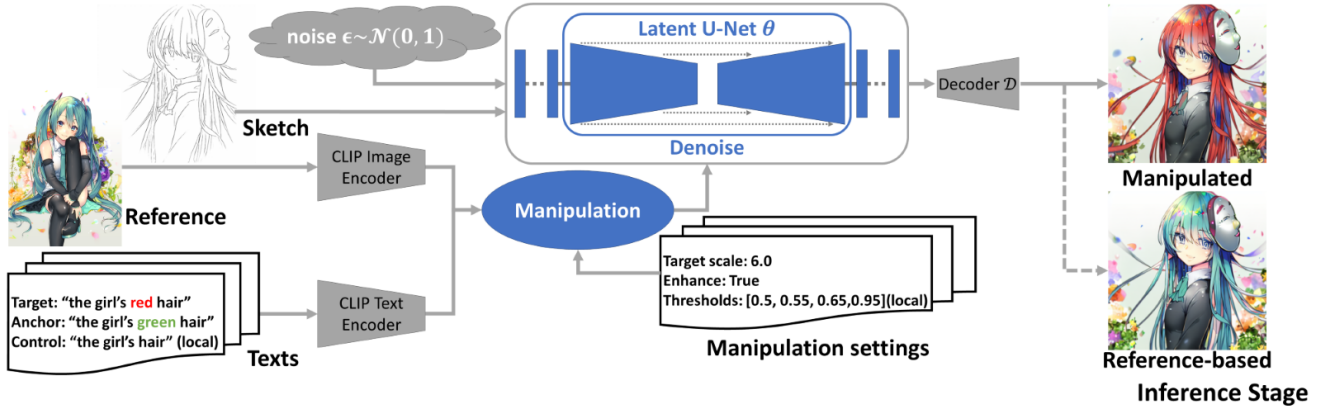 noise ϵ~𝒩(0, 1)
Latent U-Net θ
Denoise
Decoder 𝒟
Sketch
CLIP Image
Encoder
Reference
Manipulation
Manipulated
Target: “the girl’s red hair”
Anchor: “the girl’s green hair”
Control: “the girl’s hair” (local)
Texts
CLIP Text
Encoder
Target scale: 6.0
Enhance: True
Thresholds: [0.5, 0.55, 0.65,0.95](local)
Manipulation settings
Reference-based
Inference Stage